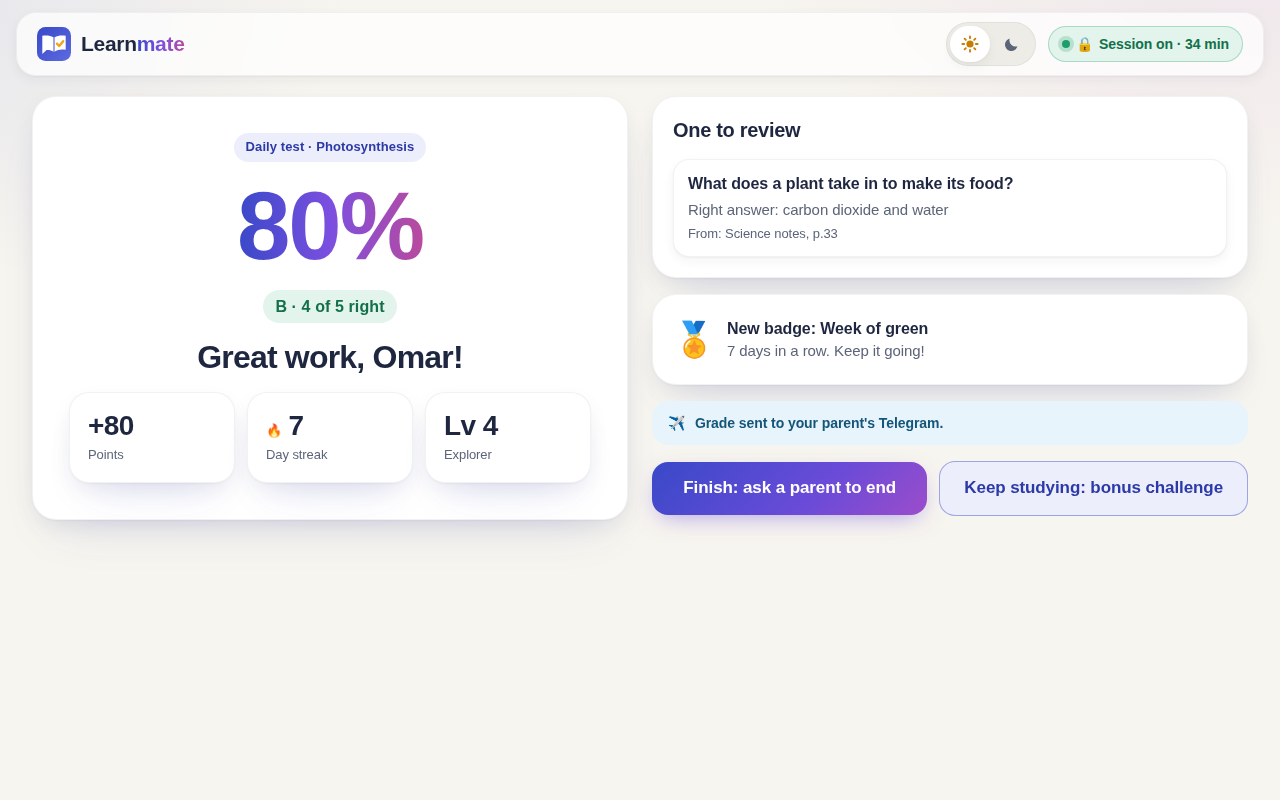 Learnmate
Session on · 34 min
Daily test · Photosynthesis
80%
B · 4 of 5 right
Great work, Omar!
+80
Points
7
Day streak
Lv 4
Explorer
One to review
What does a plant take in to make its food?
Right answer: carbon dioxide and water
From: Science notes, p.33
New badge: Week of green
7 days in a row. Keep it going!
Grade sent to your parent's Telegram.
Finish: ask a parent to end
Keep studying: bonus challenge